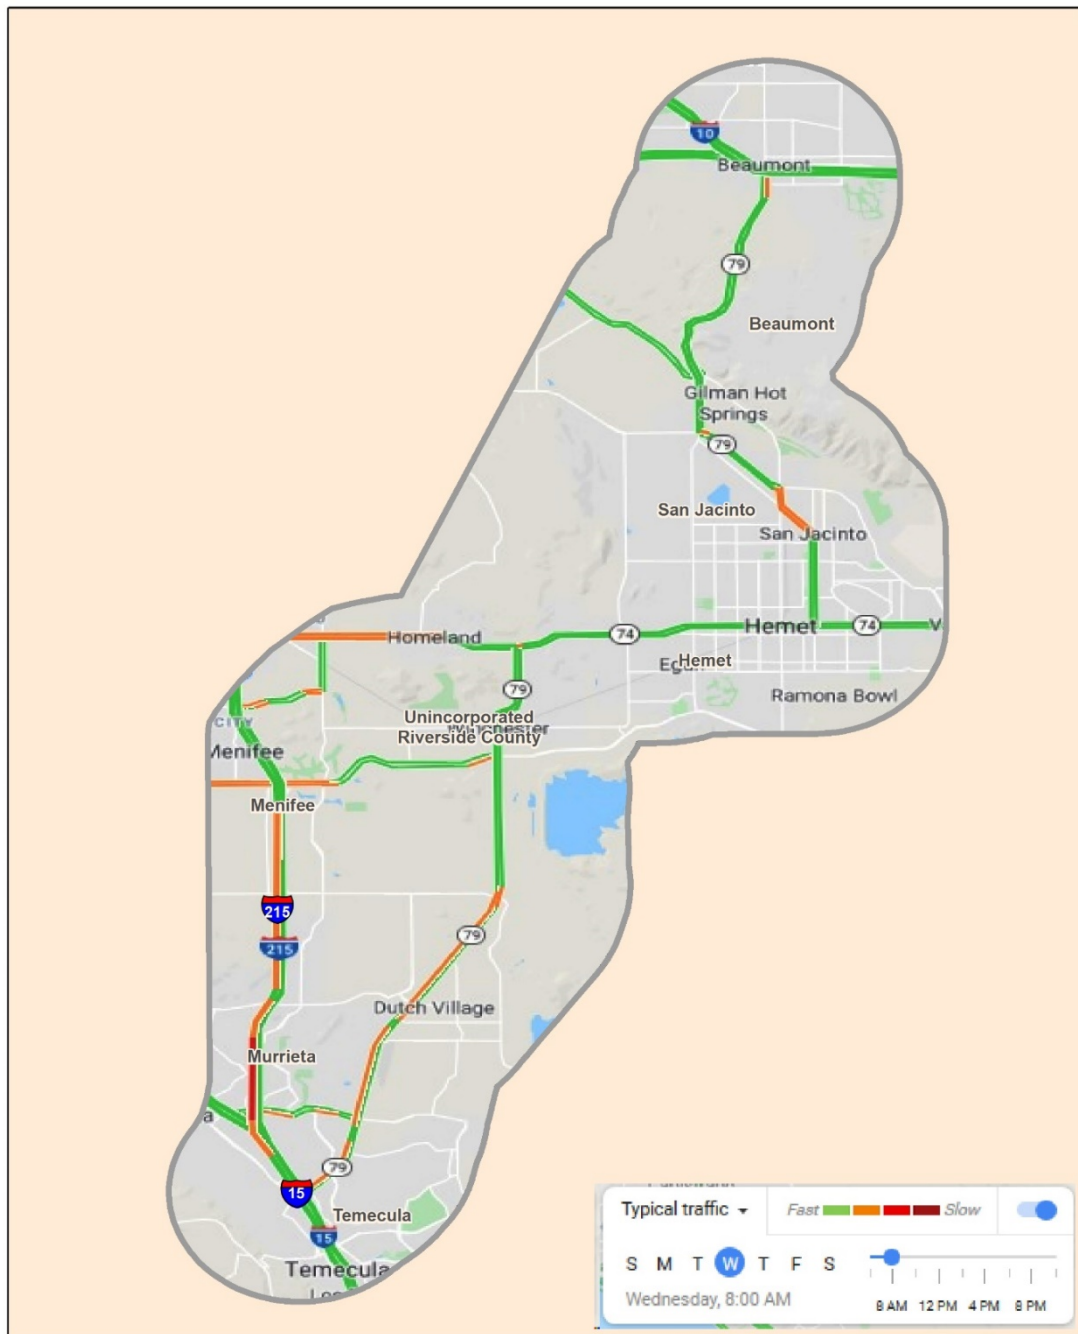 10
Beaumont
79
Beaumont
Gilman Hot
Springs
79
San Jacinto
San Jacinto
Homeland
74
Hemet
74
V
Hemet
Ramona Bowl
79
Unincorporated
Riverside County
CITY
Menifee
Menifee
215
215
79
Dutch Village
Murrieta
a
79
15
Temecula
15
Temecula
Typical traffic
Fast
Slow
S M T W T F S
Wednesday, 8:00 AM
8 AM 12 PM 4 PM 8 PM